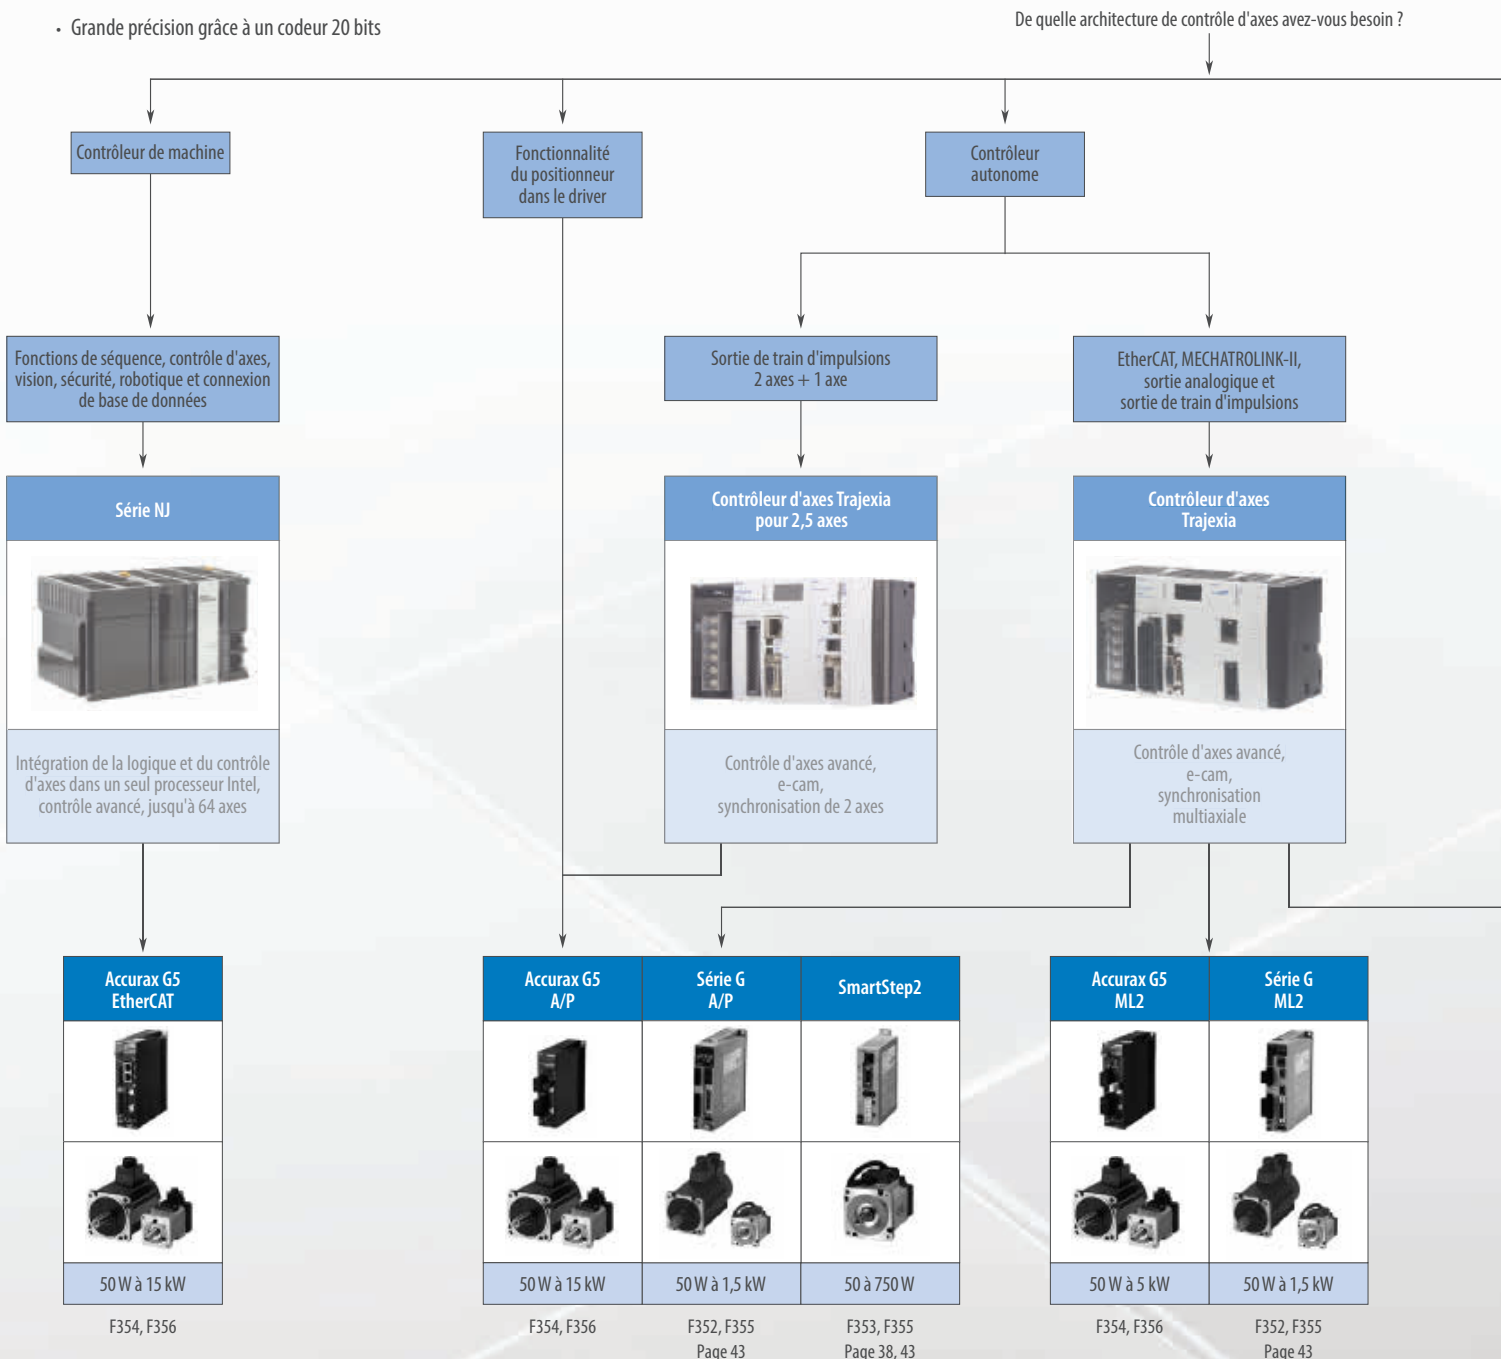 • Grande précision grâce à un codeur 20 bits
De quelle architecture de contrôle d'axes avez-vous besoin ?
Contrôleur de machine
Fonctionnalité
du positionneur
dans le driver
Contrôleur
autonome
Fonctions de séquence, contrôle d'axes,
vision, sécurité, robotique et connexion
de base de données
Sortie de train d'impulsions
2 axes + 1 axe
EtherCAT, MECHATROLINK-II,
sortie analogique et
sortie de train d'impulsions
Série NJ
Contrôleur d'axes Trajexia
pour 2,5 axes
Contrôleur d'axes
Trajexia
Intégration de la logique et du contrôle
d'axes dans un seul processeur Intel,
contrôle avancé, jusqu'à 64 axes
Contrôle d'axes avancé,
e-cam,
synchronisation de 2 axes
Contrôle d'axes avancé,
e-cam,
synchronisation
multiaxiale
Accurax G5
EtherCAT
Accurax G5
A/P
Série G
A/P
SmartStep2
Accurax G5
ML2
Série G
ML2
50 W à 15 kW
50 W à 15 kW
50 W à 1,5 kW
50 à 750 W
50 W à 5 kW
50 W à 1,5 kW
F354, F356
F354, F356
F352, F355
Page 43
F353, F355
Page 38, 43
F354, F356
F352, F355
Page 43